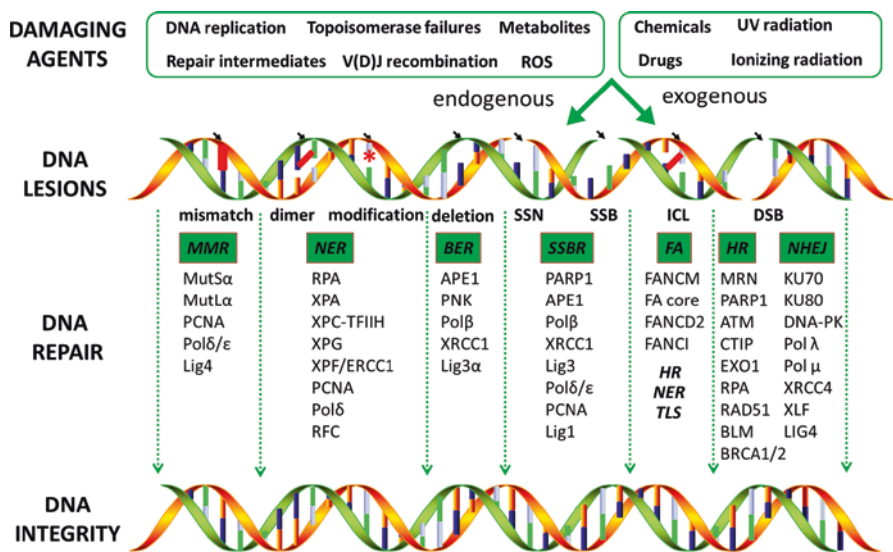 DAMAGING
AGENTS
DNA replication Topoisomerase failures Metabolites
Repair intermediates V(D)J recombination ROS
Chemicals UV radiation
Drugs Ionizing radiation
endogenous exogenous
DNA
LESIONS
*
mismatch dimer modification deletion SSN SSB ICL DSB
DNA
REPAIR
MMR
MutSα
MutLα
PCNA
Polδ/ε
Lig4
NER
RPA
XPA
XPC-TFIIH
XPG
XPF/ERCC1
PCNA
Polδ
RFC
BER
APE1
PNK
Polβ
XRCC1
Lig3α
SSBR
PARP1
APE1
Polβ
XRCC1
Lig3
Polδ/ε
PCNA
Lig1
FA
FANCM
FA core
FANCD2
FANCI
HR
NER
TLS
HR
MRN
PARP1
ATM
CTIP
EXO1
RPA
RAD51
BLM
BRCA1/2
NHEJ
KU70
KU80
DNA-PK
Pol λ
Pol μ
XRCC4
XLF
LIG4
DNA
INTEGRITY